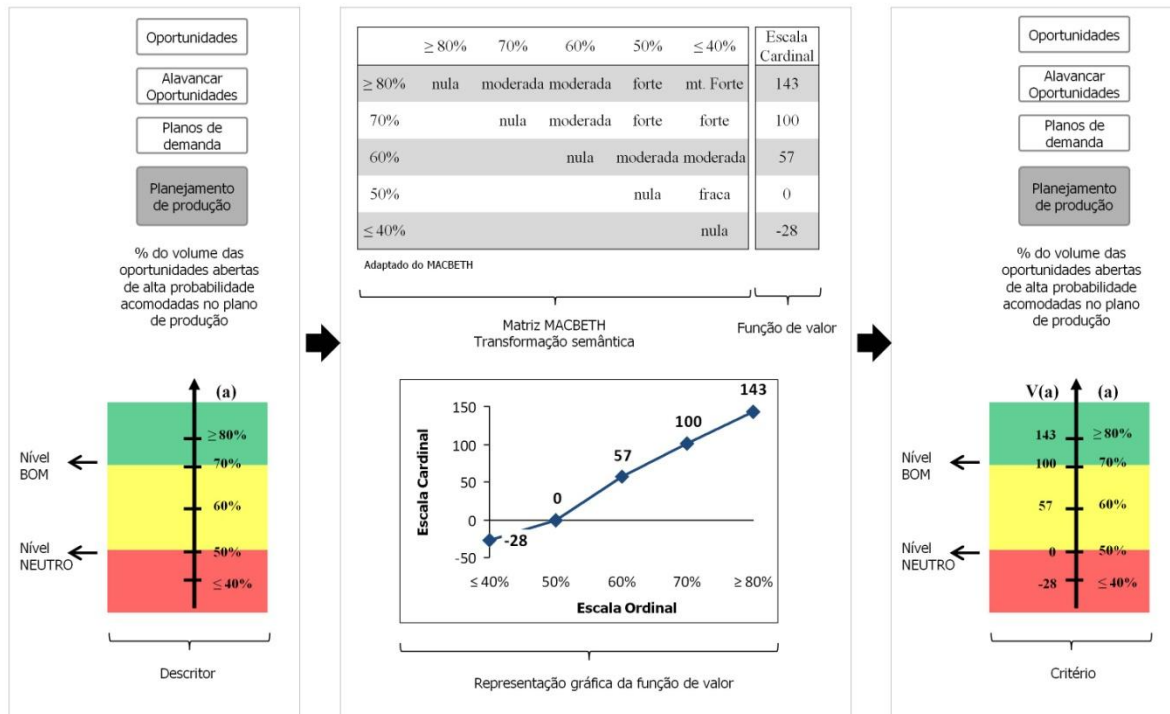 Oportunidades
Alavancar
Oportunidades
Planos de
demanda
Planejamento
de produção
% do volume das
oportunidades abertas
de alta probabilidade
acomodadas no plano
de produção
(a)
≥ 80%
Nível
BOM
70%
60%
Nível
NEUTRO
50%
≤ 40%
Descritor
≥ 80% 70% 60% 50% ≤ 40% Escala
Cardinal
≥ 80% nula moderada moderada forte mt. Forte 143
70% nula moderada forte forte 100
60% nula moderada moderada 57
50% nula fraca 0
≤ 40% nula -28
Adaptado do MACBETH
Matriz MACBETH
Transformação semântica
Função de valor
Escala Cardinal
150
100
50
0
-50
-28
0
57
100
143
≤ 40% 50% 60% 70% ≥ 80%
Escala Ordinal
Representação gráfica da função de valor
Oportunidades
Alavancar
Oportunidades
Planos de
demanda
Planejamento
de produção
% do volume das
oportunidades abertas
de alta probabilidade
acomodadas no plano
de produção
V(a) (a)
143 ≥ 80%
Nível
BOM
100 70%
57 60%
Nível
NEUTRO
0 50%
-28 ≤ 40%
Critério